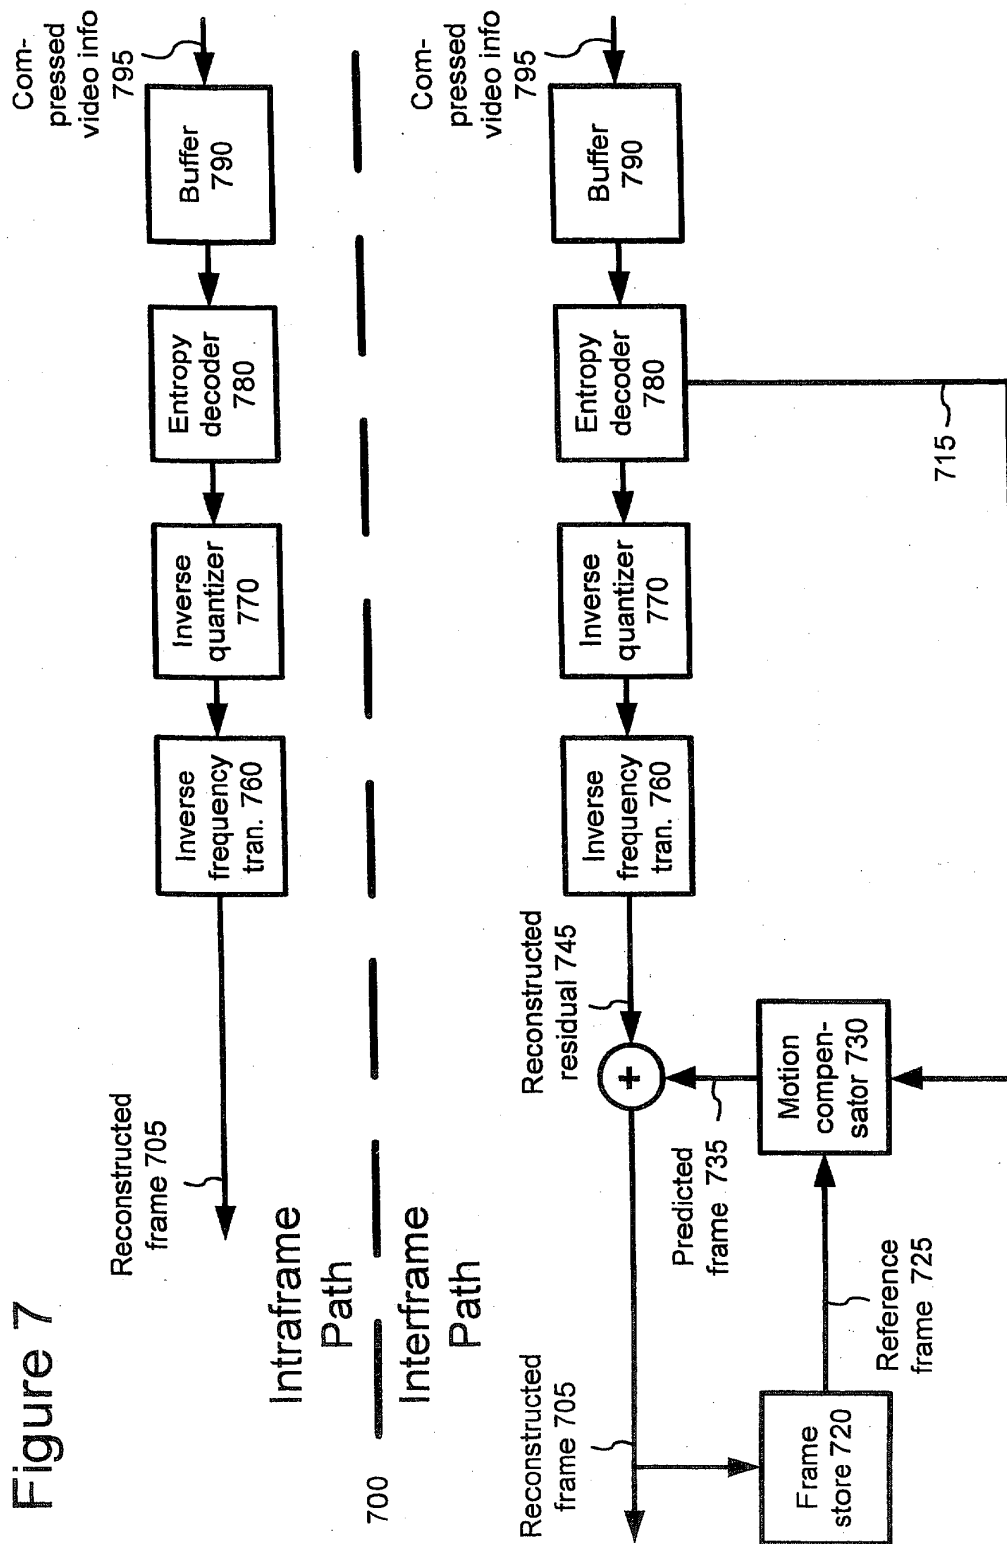 Figure 7
700
Intraframe
Path
Reconstructed
frame 705
Inverse
frequency
tran. 760
Inverse
quantizer
770
Entropy
decoder
780
Buffer
790
Com-
pressed
video info
795
Interframe
Path
Reconstructed
frame 705
Reconstructed
residual 745
+
Inverse
frequency
tran. 760
Inverse
quantizer
770
Entropy
decoder
780
Buffer
790
Com-
pressed
video info
795
Predicted
frame 735
715
Frame
store 720
Reference
frame 725
Motion
compen-
sator 730